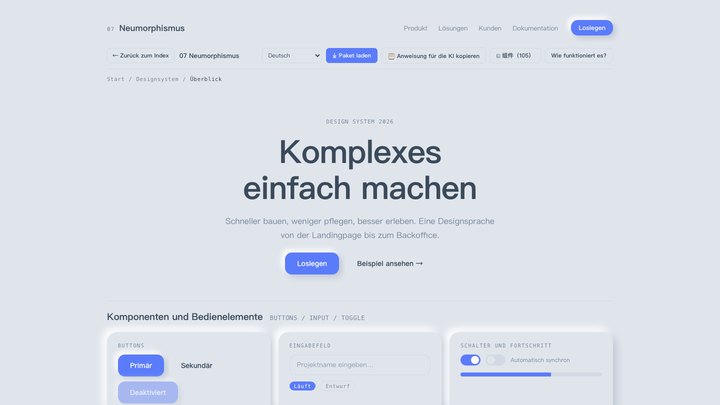 07 Neumorphismus
Produkt Lösungen Kunden Dokumentation Loslegen
← Zurück zum Index 07 Neumorphismus Deutsch ⤓ Paket laden 📋 Anweisung für die KI kopieren ⧉ 组件 (105) Wie funktioniert es?
Start / Designsystem / Überblick
DESIGN SYSTEM 2026
Komplexes
einfach machen
Schneller bauen, weniger pflegen, besser erleben. Eine Designsprache
von der Landingpage bis zum Backoffice.
Loslegen Beispiel ansehen →
Komponenten und Bedienelemente BUTTONS / INPUT / TOGGLE
BUTTONS
Primär Sekundär
Deaktiviert
EINGABEFELD
Projektname eingeben…
Läuft Entwurf
SCHALTER UND FORTSCHRITT
Automatisch synchron